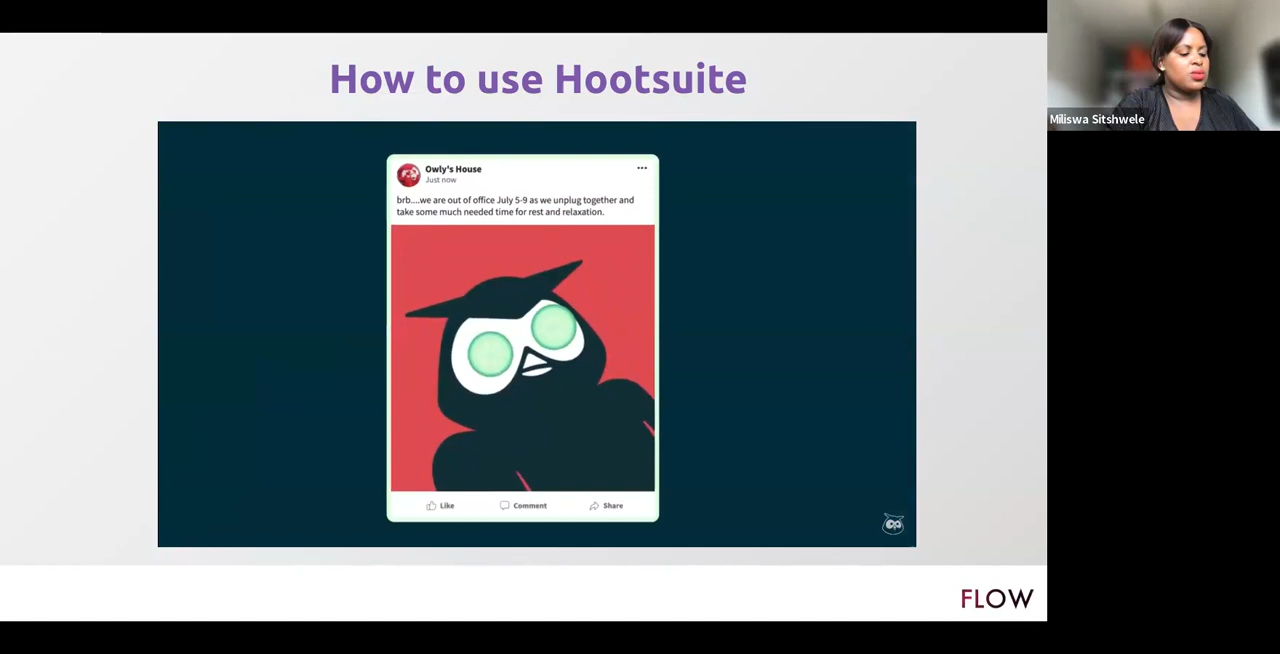 How to use Hootsuite
Miliswa Sitshwele
Owly's House
Just now
brb....we are out of office July 5-9 as we unplug together and
take some much needed time for rest and relaxation.
Like
Comment
Share
FLOW